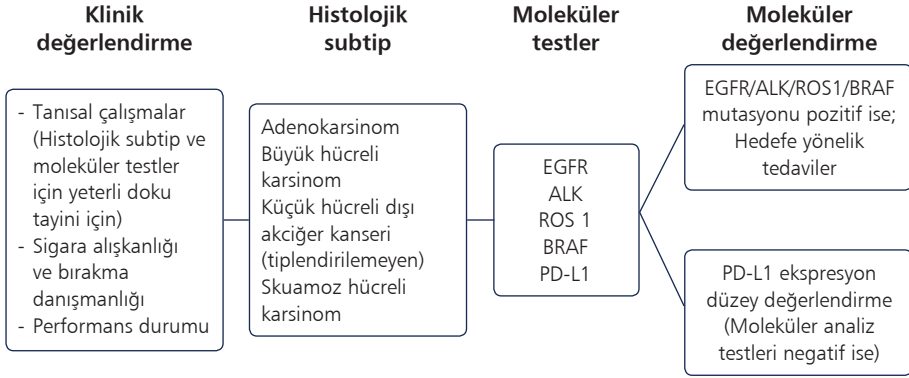 Klinik
değerlendirme
Histolojik
subtip
Moleküler
testler
Moleküler
değerlendirme
- Tanısal çalışmalar
(Histolojik subtip ve
moleküler testler
için yeterli doku
tayini için)
- Sigara alışkanlığı
ve bırakma
danışmanlığı
- Performans durumu
Adenokarsinom
Büyük hücreli
karsinom
Küçük hücreli dışı
akciğer kanseri
(tiplendirilemeyen)
Skuamoz hücreli
karsinom
EGFR
ALK
ROS 1
BRAF
PD-L1
EGFR/ALK/ROS1/BRAF
mutasyonu pozitif ise;
Hedefe yönelik
tedaviler
PD-L1 ekspresyon
düzey değerlendirme
(Moleküler analiz
testleri negatif ise)